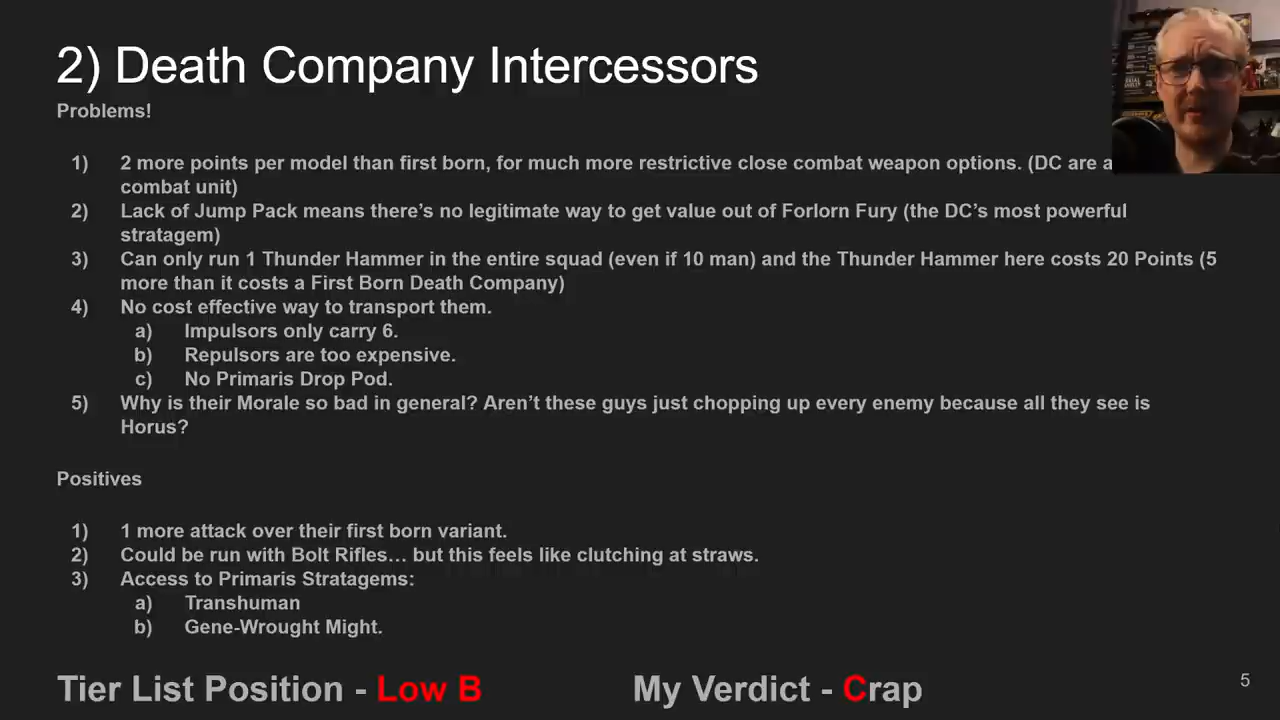 2) Death Company Intercessors
Problems!
1) 2 more points per model than first born, for much more restrictive close combat weapon options. (DC are a
combat unit)
2) Lack of Jump Pack means there's no legitimate way to get value out of Forlorn Fury (the DC's most powerful
stratagem)
3) Can only run 1 Thunder Hammer in the entire squad (even if 10 man) and the Thunder Hammer here costs 20 Points (5
more than it costs a First Born Death Company)
4) No cost effective way to transport them.
a) Impulsors only carry 6.
b) Repulsors are too expensive.
c) No Primaris Drop Pod.
5) Why is their Morale so bad in general? Aren't these guys just chopping up every enemy because all they see is
Horus?
Positives
1) 1 more attack over their first born variant.
2) Could be run with Bolt Rifles… but this feels like clutching at straws.
3) Access to Primaris Stratagems:
a) Transhuman
b) Gene-Wrought Might.
Tier List Position - Low B
My Verdict - Crap
5